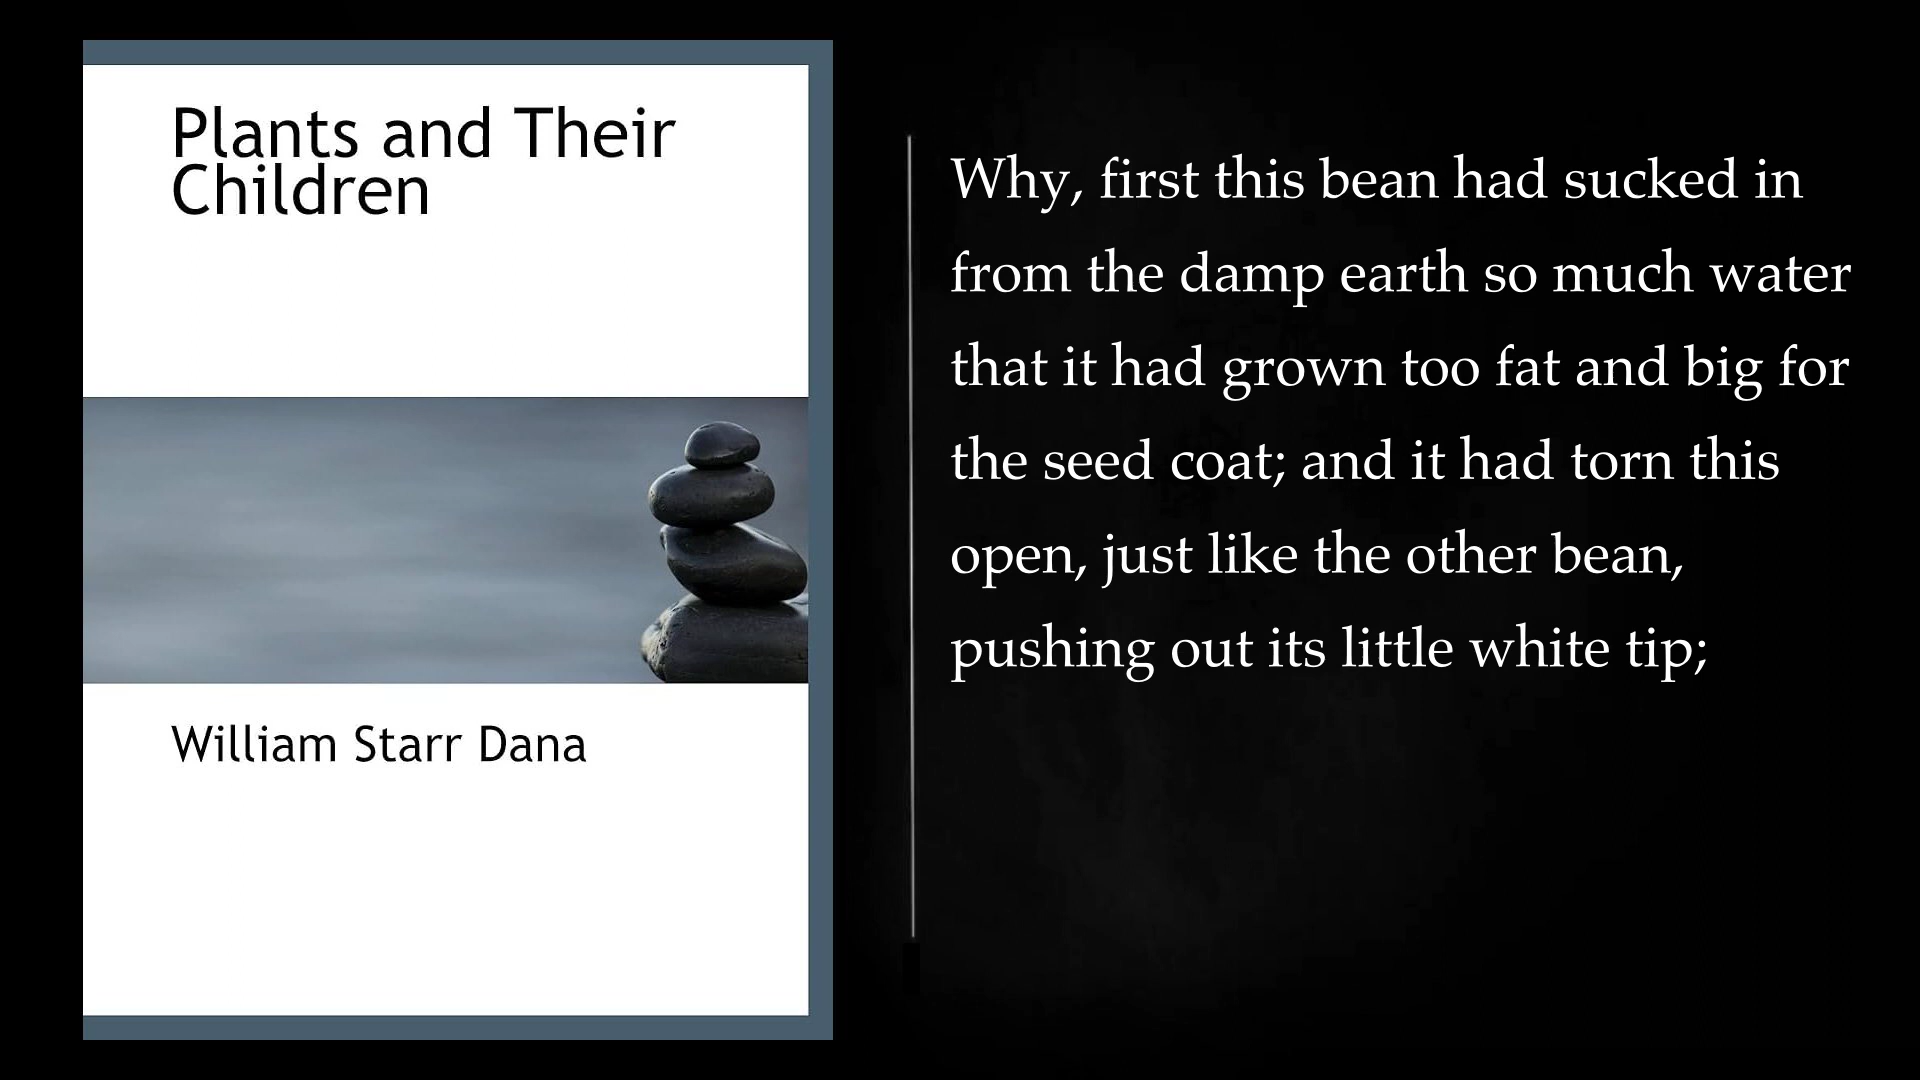 Plants and Their
Children
William Starr Dana
Why, first this bean had sucked in
from the damp earth so much water
that it had grown too fat and big for
the seed coat; and it had torn this
open, just like the other bean,
pushing out its little white tip;